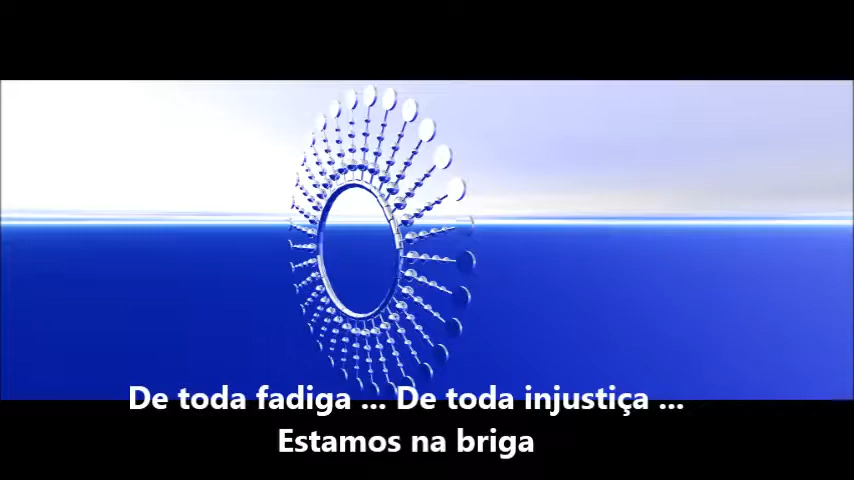 De toda fadiga ... De toda injustiça ...
Estamos na briga